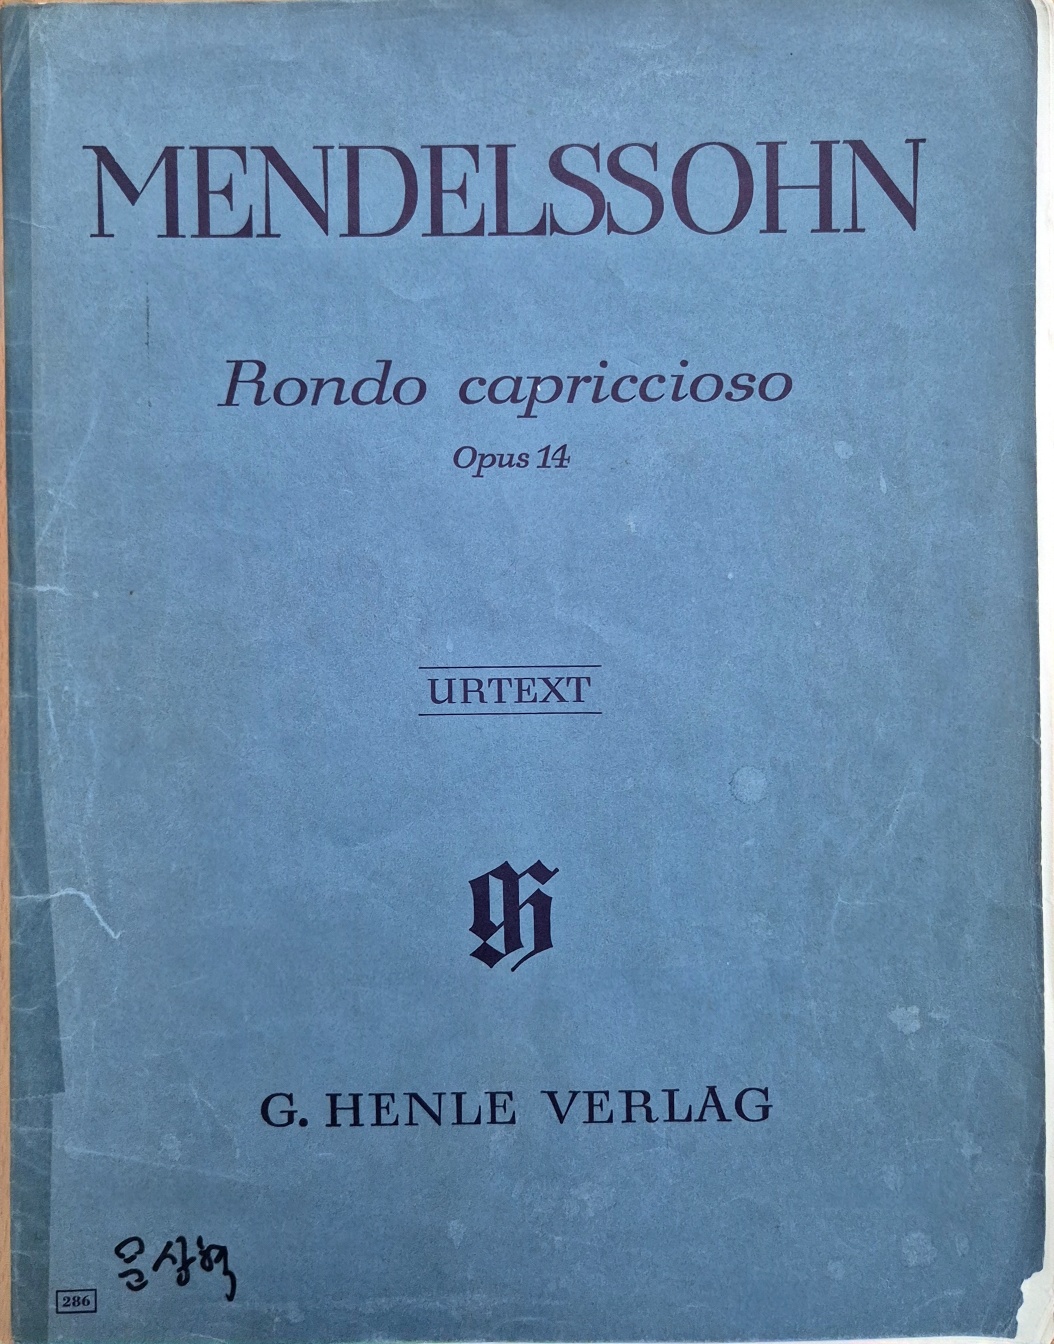 MENDELSSOHN
Rondo capriccioso
Opus 14
URTEXT
G. HENLE VERLAG
286